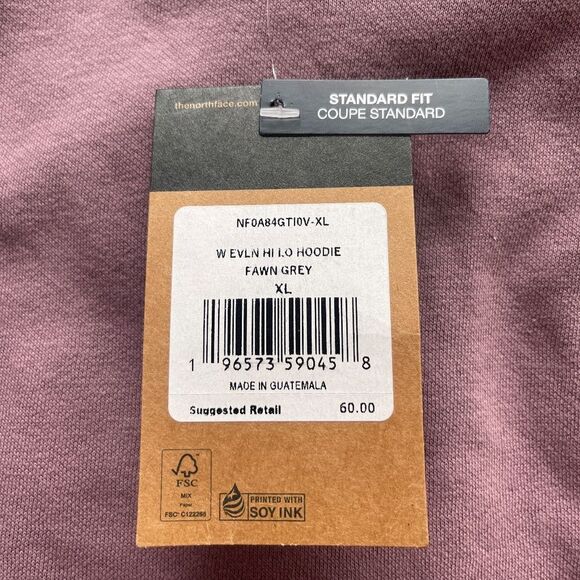 thenorthface.com
STANDARD FIT
COUPE STANDARD
NF0A84GTI0V-XL
W EVLN HI LO HOODIE
FAWN GREY
XL
1 96573 59045 8
MADE IN GUATEMALA
Suggested Retail 60.00
FSC
MIX
Paper
FSC® C122266
PRINTED WITH
SOY INK